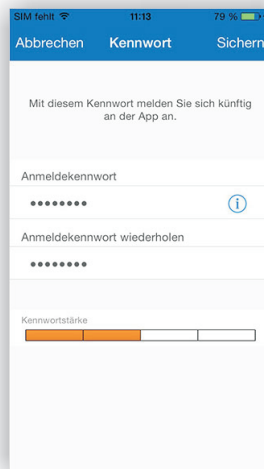 SIM fehlt 11:13 79 %
Abbrechen Kennwort Sichern
Mit diesem Kennwort melden Sie sich künftig
an der App an.
Anmeldekennwort
●●●●●●●●
Anmeldekennwort wiederholen
●●●●●●●●
Kennwortstärke